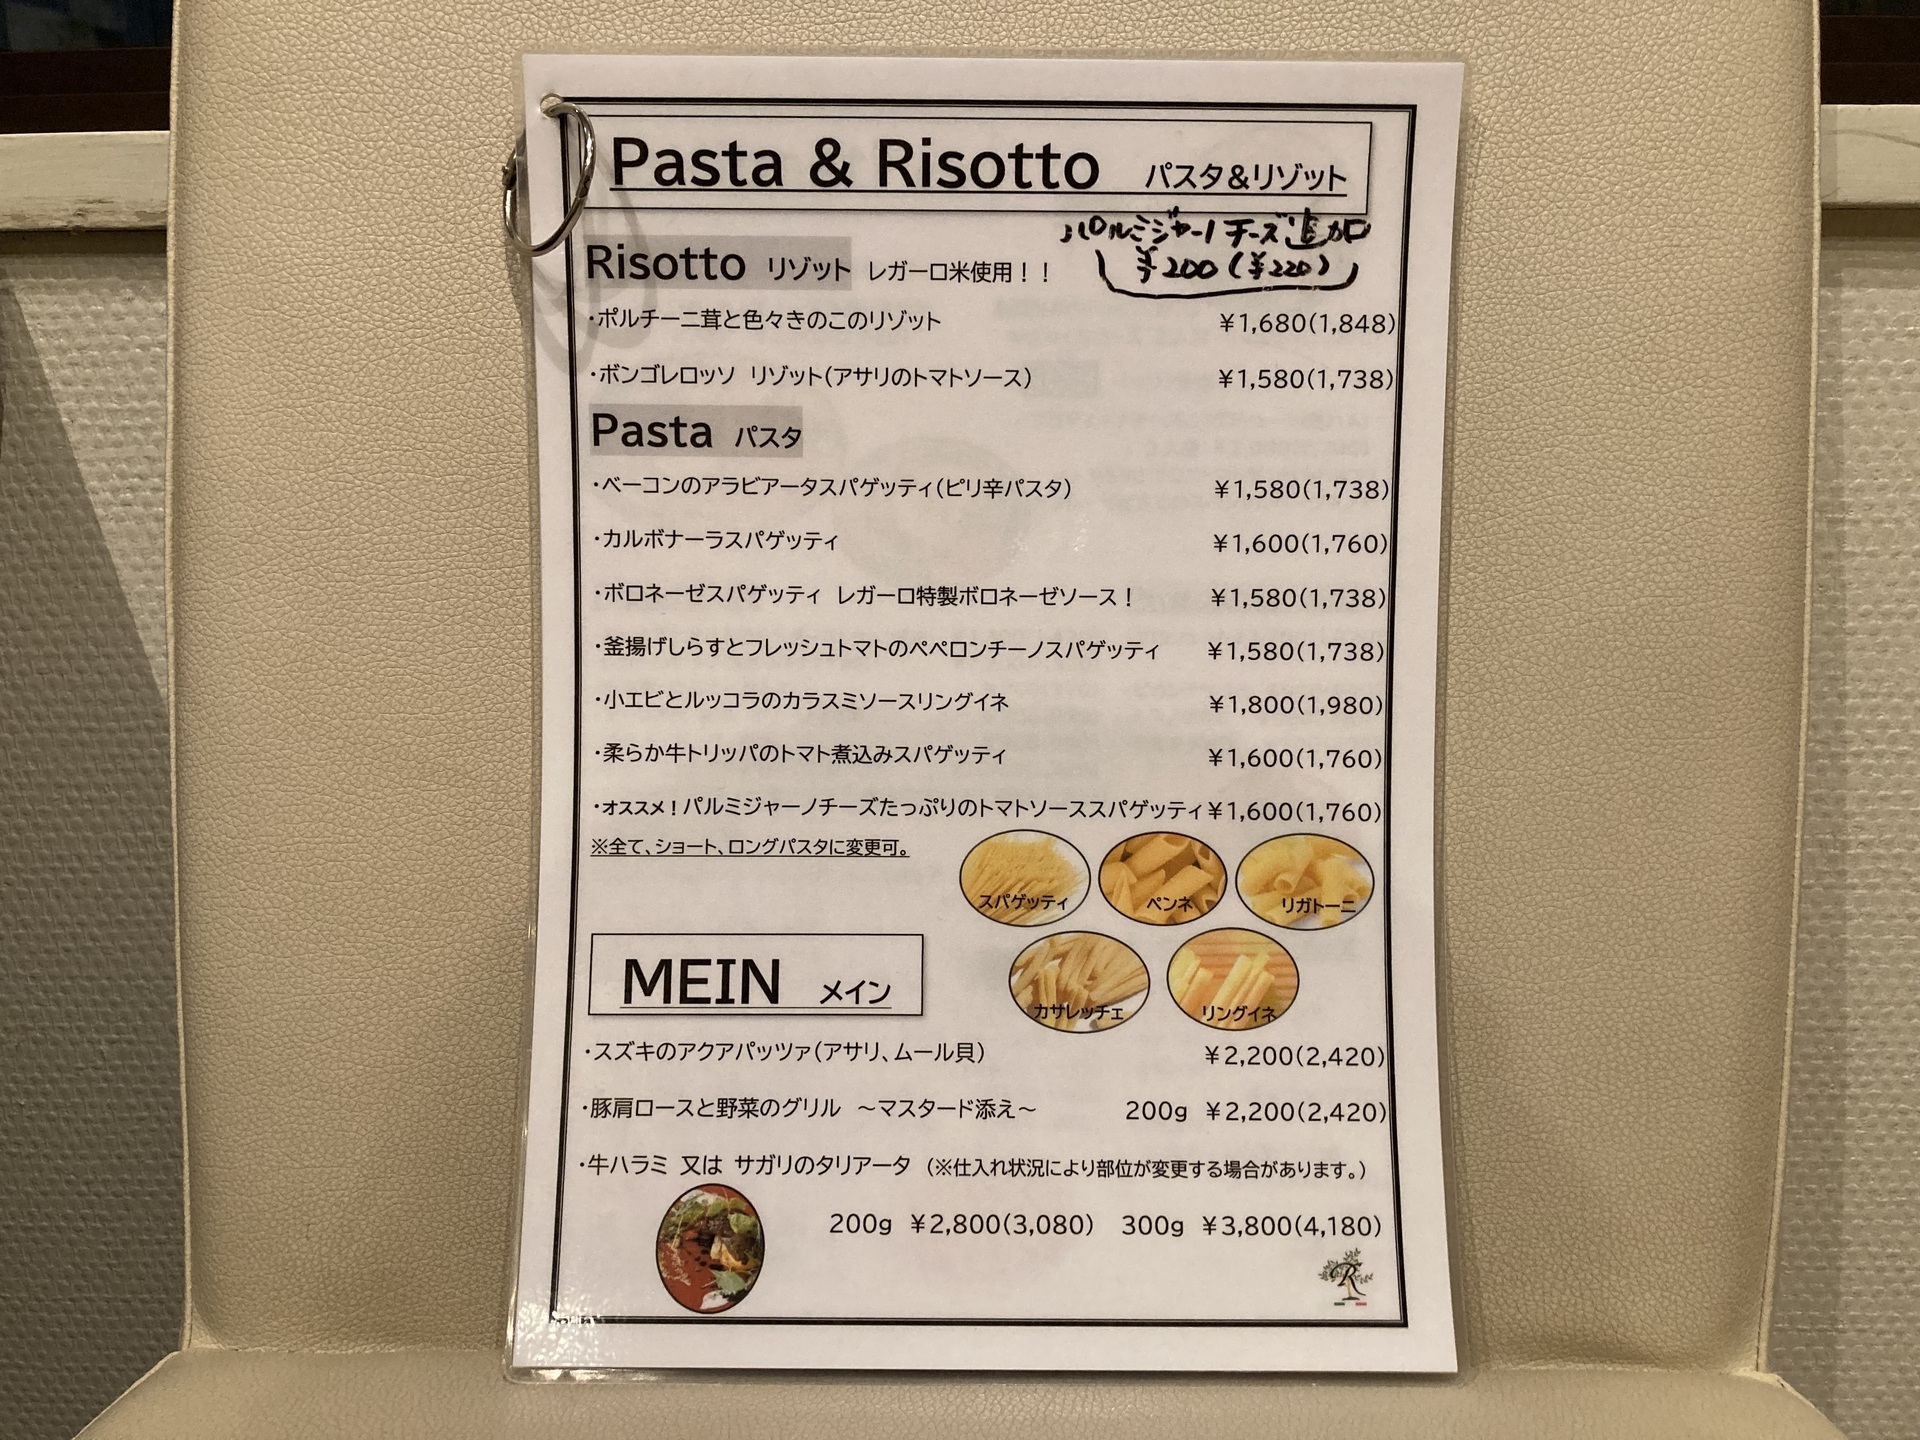 Pasta & Risotto パスタ&リゾット
パルミジャーノチーズ追加
¥200(¥220)
Risotto リゾット レガーロ米使用!!
・ポルチーニ茸と色々きのこのリゾット ¥1,680(1,848)
・ボンゴレロッソ リゾット(アサリのトマトソース) ¥1,580(1,738)
Pasta パスタ
・ベーコンのアラビアータスパゲッティ(ピリ辛パスタ) ¥1,580(1,738)
・カルボナーラスパゲッティ ¥1,600(1,760)
・ボロネーゼスパゲッティ レガーロ特製ボロネーゼソース! ¥1,580(1,738)
・釜揚げしらすとフレッシュトマトのペペロンチーノスパゲッティ ¥1,580(1,738)
・小エビとルッコラのカラスミソースリングイネ ¥1,800(1,980)
・柔らか牛トリッパのトマト煮込みスパゲッティ ¥1,600(1,760)
・オススメ!パルミジャーノチーズたっぷりのトマトソーススパゲッティ ¥1,600(1,760)
※全て、ショート、ロングパスタに変更可。
スパゲッティ ペンネ リガトーニ
カサレッチェ リングイネ
MEIN メイン
・スズキのアクアパッツァ(アサリ、ムール貝) ¥2,200(2,420)
・豚肩ロースと野菜のグリル ～マスタード添え～ 200g ¥2,200(2,420)
・牛ハラミ 又は サガリのタリアータ (※仕入れ状況により部位が変更する場合があります。)
200g ¥2,800(3,080) 300g ¥3,800(4,180)
R